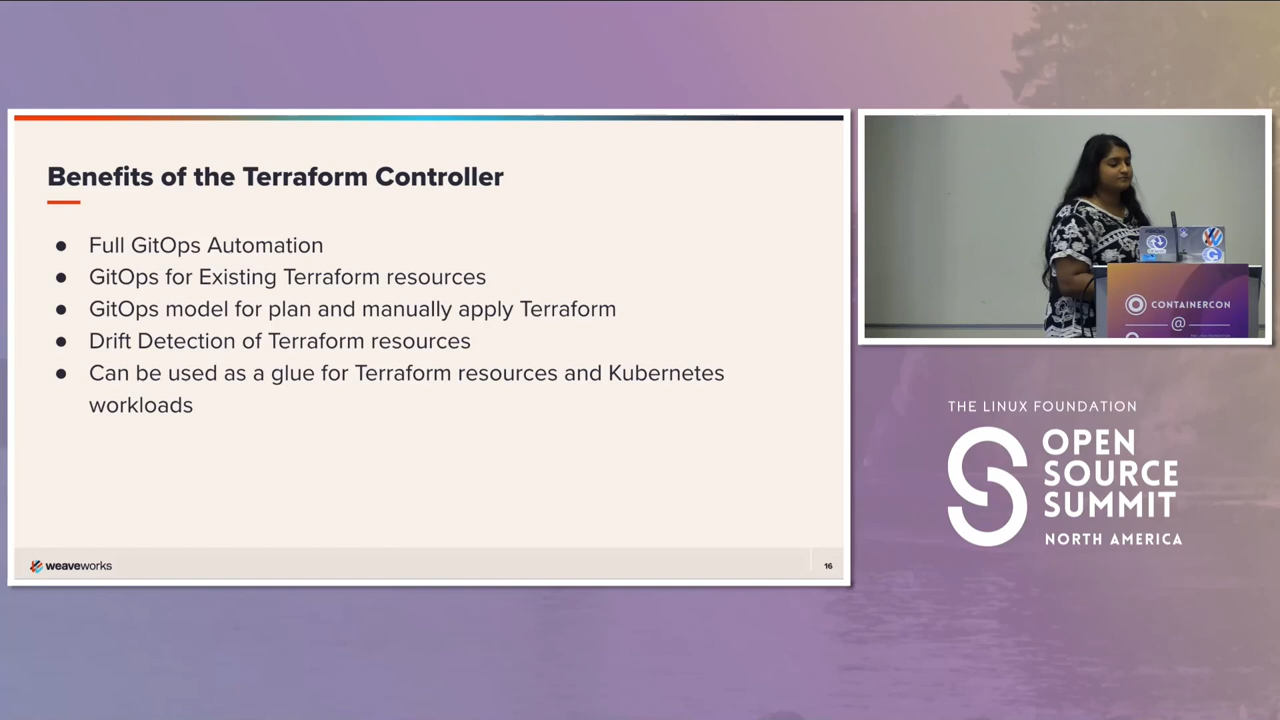 Benefits of the Terraform Controller
● Full GitOps Automation
● GitOps for Existing Terraform resources
● GitOps model for plan and manually apply Terraform
● Drift Detection of Terraform resources
● Can be used as a glue for Terraform resources and Kubernetes
workloads
weaveworks
16
CONTAINERCON
@
THE LINUX FOUNDATION
OPEN
SOURCE
SUMMIT
NORTH AMERICA